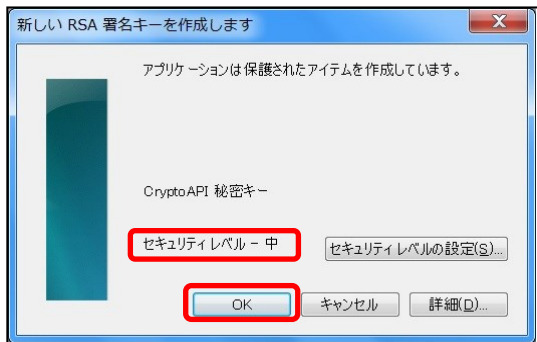 新しい RSA 署名キーを作成します
アプリケーションは保護されたアイテムを作成しています。
CryptoAPI 秘密キー
セキュリティ レベル - 中
セキュリティ レベルの設定(S)...
OK
キャンセル
詳細(D)...